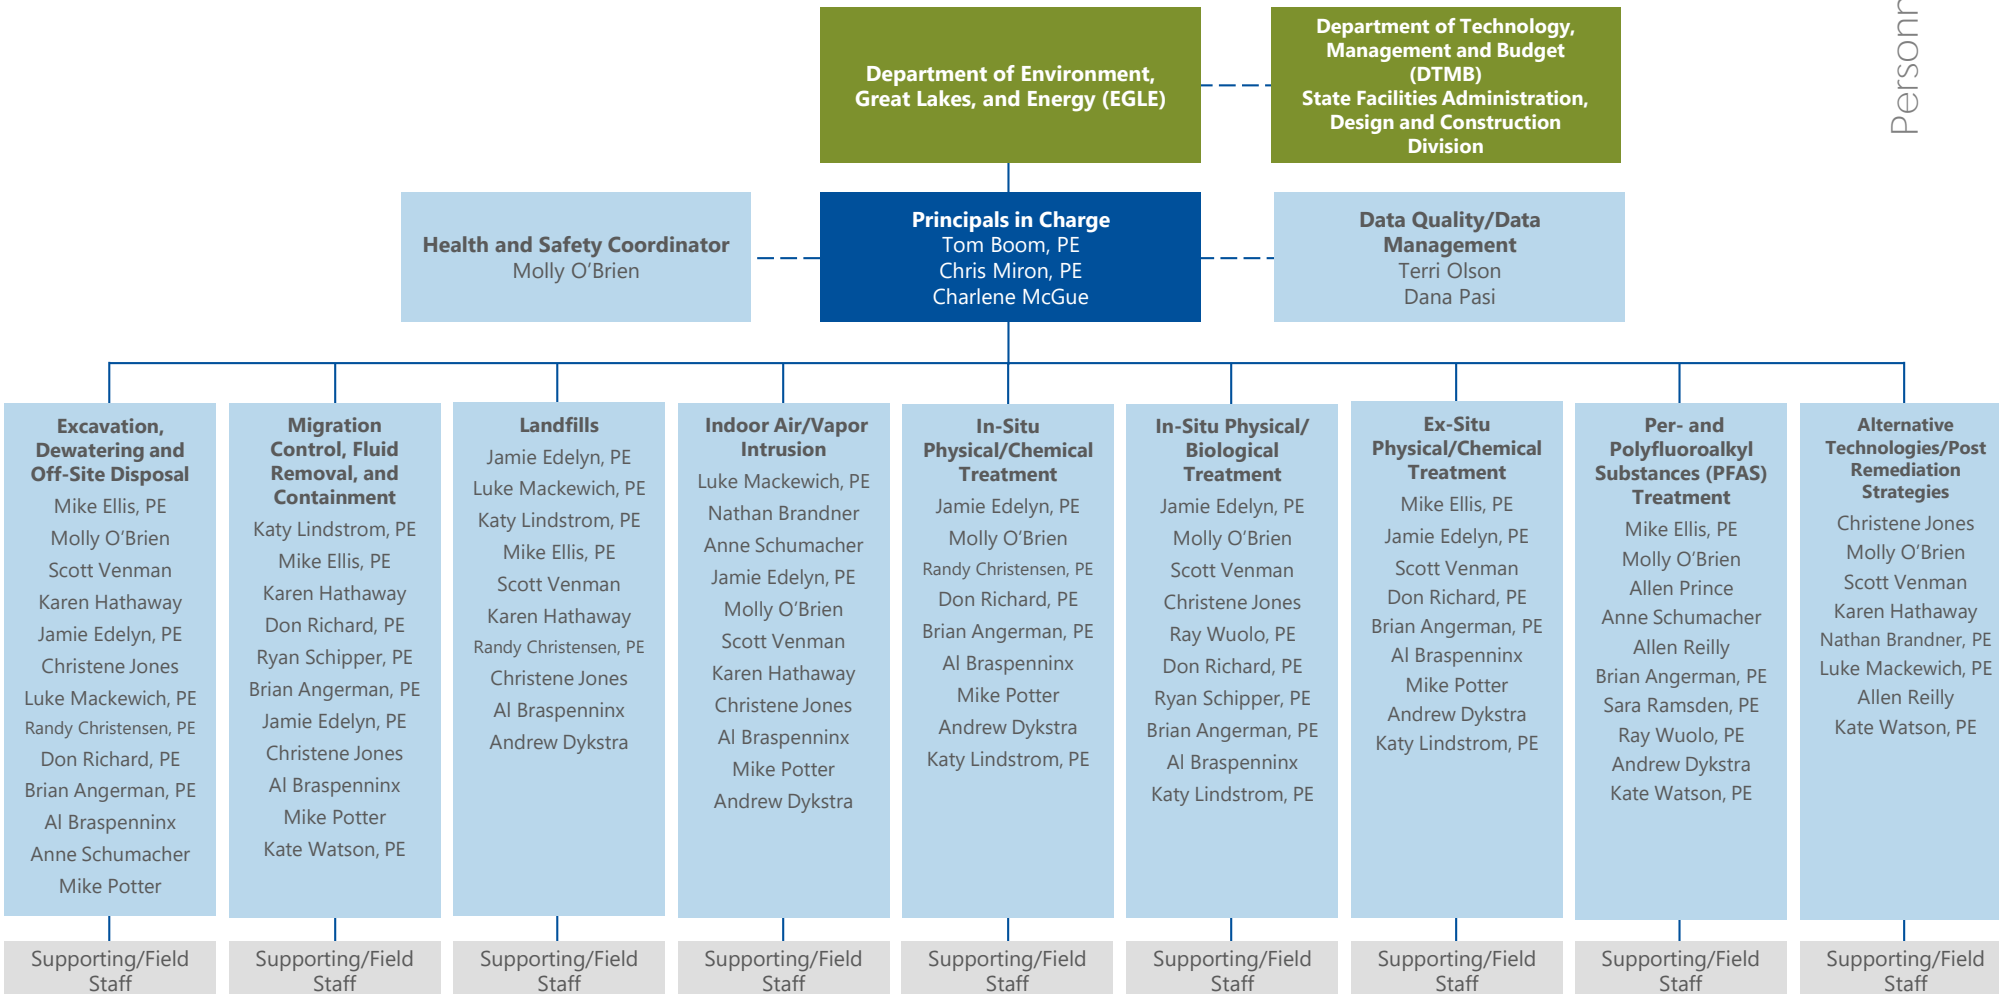 Personn
Department of Environment,
Great Lakes, and Energy (EGLE)
Department of Technology,
Management and Budget
(DTMB)
State Facilities Administration,
Design and Construction
Division
Health and Safety Coordinator
Molly O'Brien
Principals in Charge
Tom Boom, PE
Chris Miron, PE
Charlene McGue
Data Quality/Data
Management
Terri Olson
Dana Pasi
Excavation,
Dewatering and
Off-Site Disposal
Mike Ellis, PE
Molly O'Brien
Scott Venman
Karen Hathaway
Jamie Edelyn, PE
Christene Jones
Luke Mackewich, PE
Randy Christensen, PE
Don Richard, PE
Brian Angerman, PE
Al Braspenninx
Anne Schumacher
Mike Potter
Supporting/Field
Staff
Migration
Control, Fluid
Removal, and
Containment
Katy Lindstrom, PE
Mike Ellis, PE
Karen Hathaway
Don Richard, PE
Ryan Schipper, PE
Brian Angerman, PE
Jamie Edelyn, PE
Christene Jones
Al Braspenninx
Mike Potter
Kate Watson, PE
Supporting/Field
Staff
Landfills
Jamie Edelyn, PE
Luke Mackewich, PE
Katy Lindstrom, PE
Mike Ellis, PE
Scott Venman
Karen Hathaway
Randy Christensen, PE
Christene Jones
Al Braspenninx
Andrew Dykstra
Supporting/Field
Staff
Indoor Air/Vapor
Intrusion
Luke Mackewich, PE
Nathan Brandner
Anne Schumacher
Jamie Edelyn, PE
Molly O'Brien
Scott Venman
Karen Hathaway
Christene Jones
Al Braspenninx
Mike Potter
Andrew Dykstra
Supporting/Field
Staff
In-Situ
Physical/Chemical
Treatment
Jamie Edelyn, PE
Molly O'Brien
Randy Christensen, PE
Don Richard, PE
Brian Angerman, PE
Al Braspenninx
Mike Potter
Andrew Dykstra
Katy Lindstrom, PE
Supporting/Field
Staff
In-Situ Physical/
Biological
Treatment
Jamie Edelyn, PE
Molly O'Brien
Scott Venman
Christene Jones
Ray Wuolo, PE
Don Richard, PE
Ryan Schipper, PE
Brian Angerman, PE
Al Braspenninx
Katy Lindstrom, PE
Supporting/Field
Staff
Ex-Situ
Physical/Chemical
Treatment
Mike Ellis, PE
Jamie Edelyn, PE
Scott Venman
Don Richard, PE
Brian Angerman, PE
Al Braspenninx
Mike Potter
Andrew Dykstra
Katy Lindstrom, PE
Supporting/Field
Staff
Per- and
Polyfluoroalkyl
Substances (PFAS)
Treatment
Mike Ellis, PE
Molly O'Brien
Allen Prince
Anne Schumacher
Allen Reilly
Brian Angerman, PE
Sara Ramsden, PE
Ray Wuolo, PE
Andrew Dykstra
Kate Watson, PE
Supporting/Field
Staff
Alternative
Technologies/Post
Remediation
Strategies
Christene Jones
Molly O'Brien
Scott Venman
Karen Hathaway
Nathan Brandner, PE
Luke Mackewich, PE
Allen Reilly
Kate Watson, PE
Supporting/Field
Staff